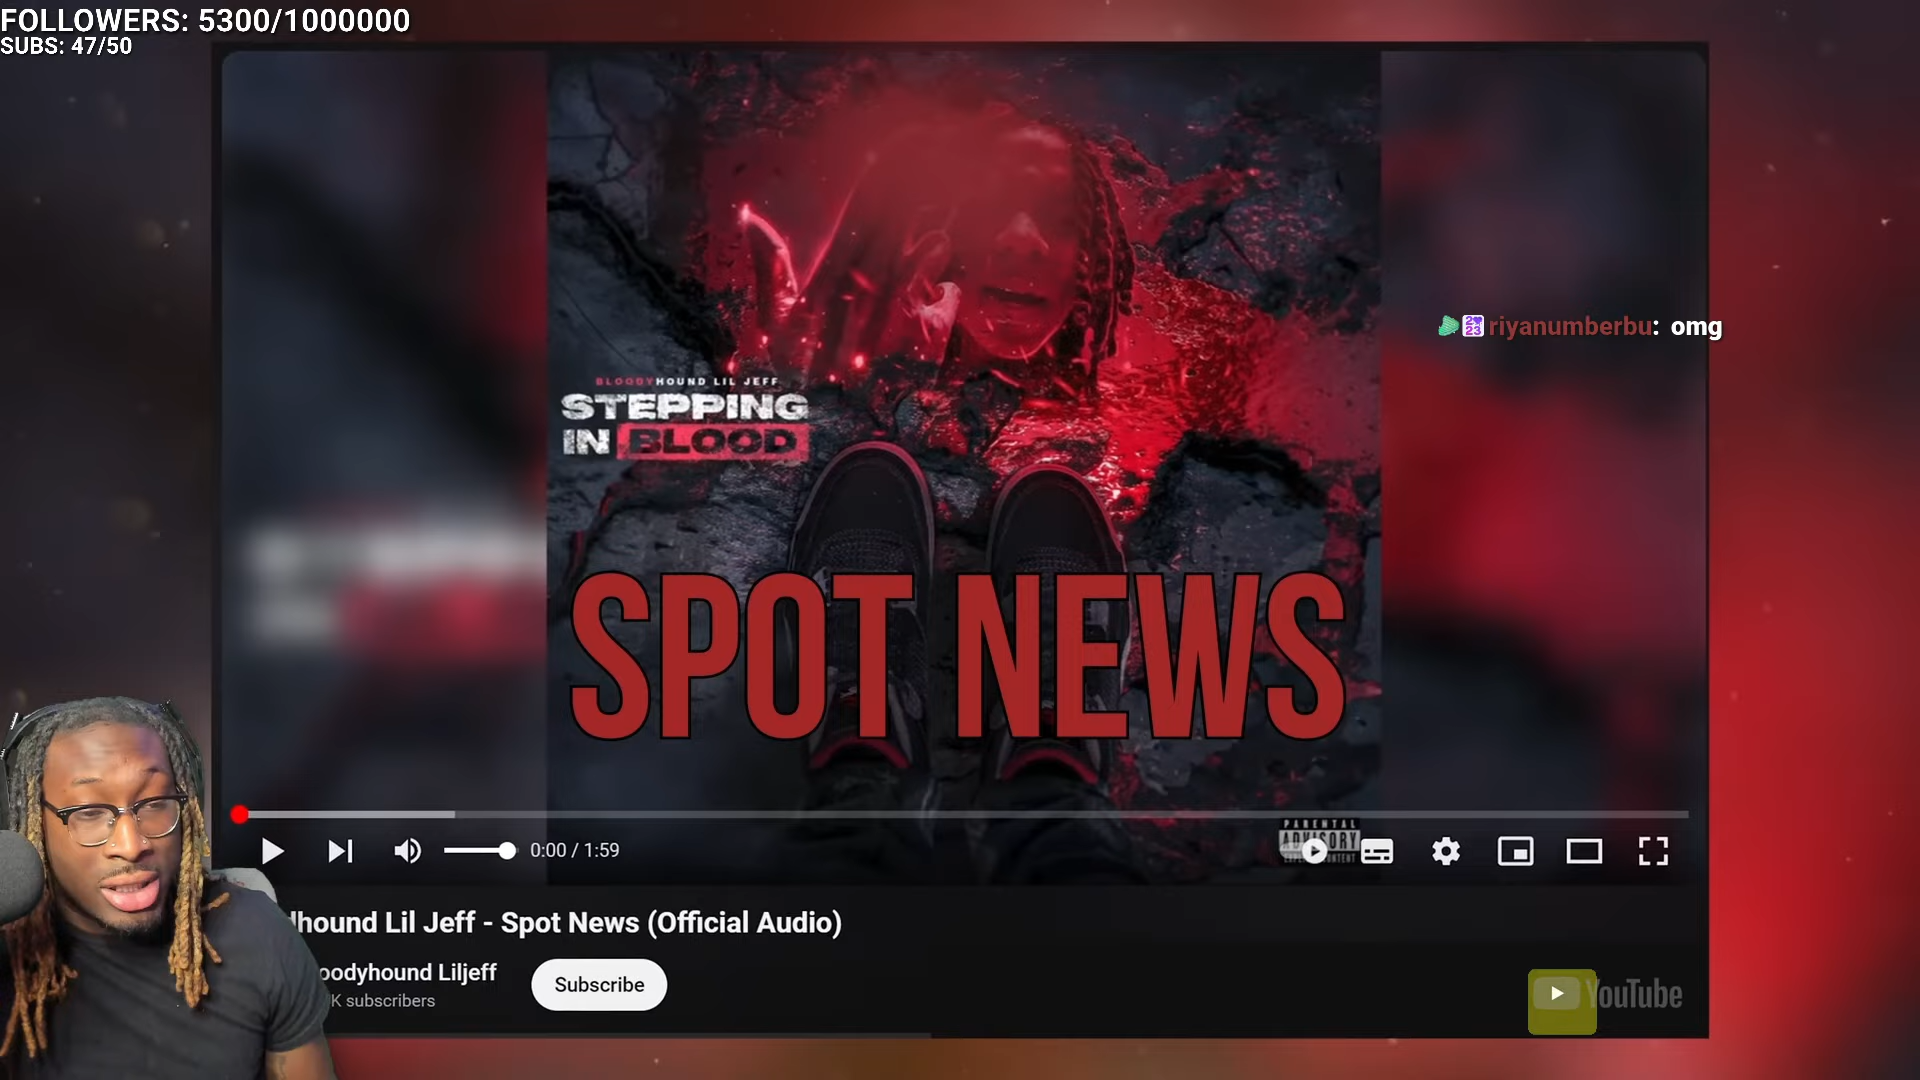 FOLLOWERS: 5300/1000000
SUBS: 47/50
riyanumberbu: omg
BLOODYHOUND LIL JEFF
STEPPING
IN BLOOD
SPOT NEWS
0:00 / 1:59
PARENTAL
ADVISORY
dhound Lil Jeff - Spot News (Official Audio)
oodyhound Liljeff
K subscribers
Subscribe
YouTube